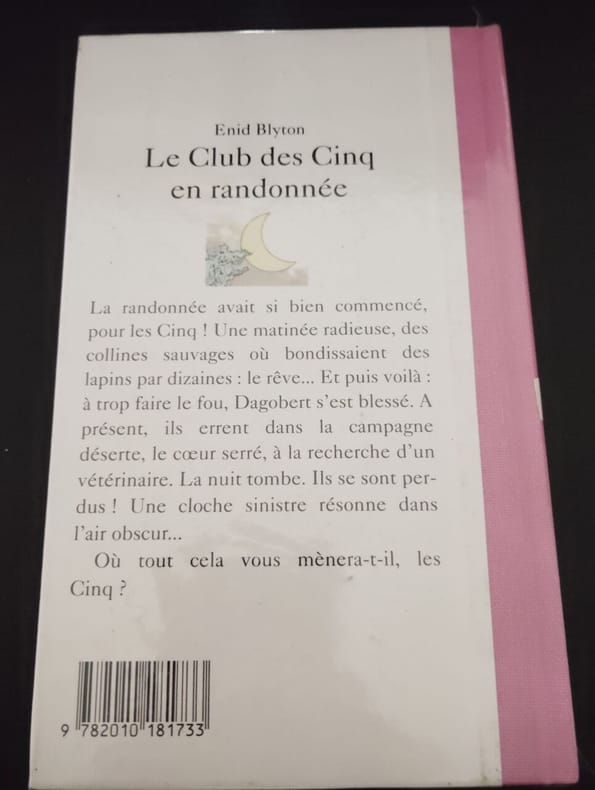 Enid Blyton
Le Club des Cinq
en randonnée
La randonnée avait si bien commencé,
pour les Cinq ! Une matinée radieuse, des
collines sauvages où bondissaient des
lapins par dizaines : le rêve... Et puis voilà :
à trop faire le fou, Dagobert s'est blessé. A
présent, ils errent dans la campagne
déserte, le cœur serré, à la recherche d'un
vétérinaire. La nuit tombe. Ils se sont per-
dus ! Une cloche sinistre résonne dans
l'air obscur...
Où tout cela vous mènera-t-il, les
Cinq ?
9 782010 181733